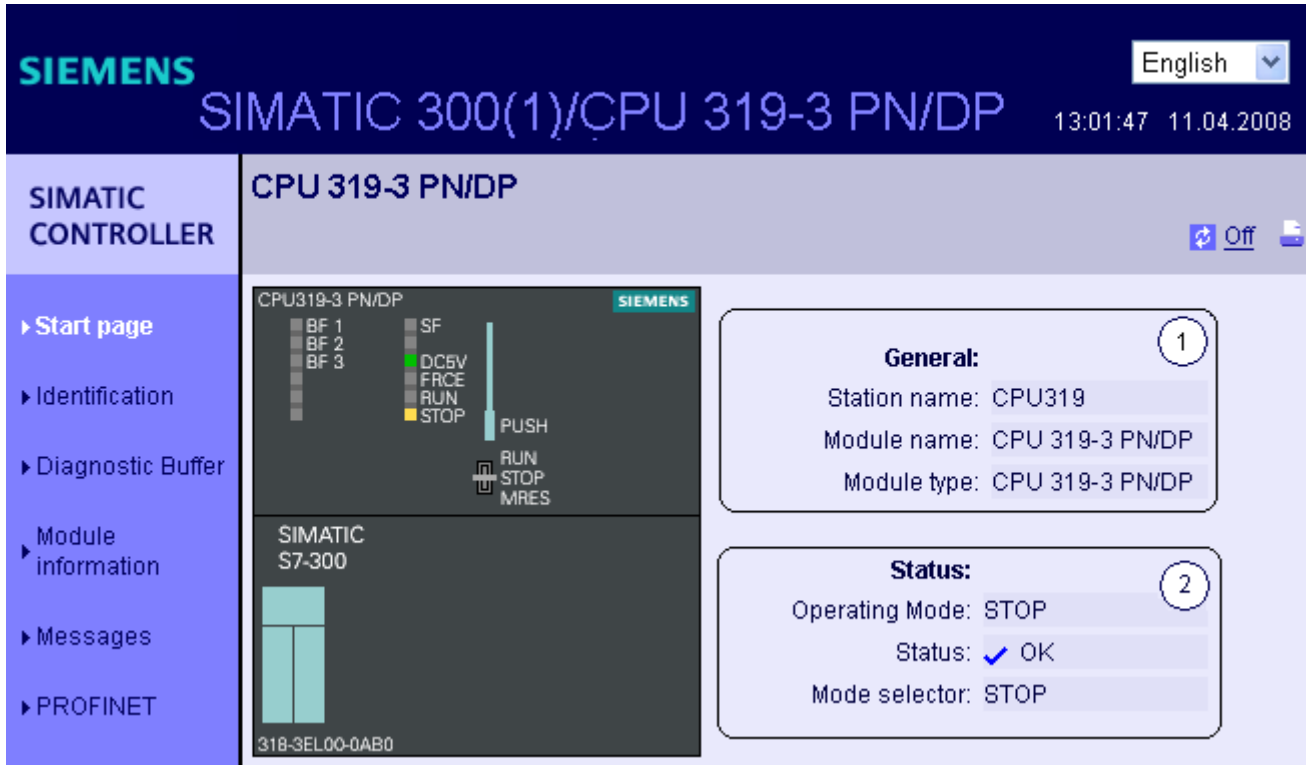 SIEMENS
English
SIMATIC 300(1)/CPU 319-3 PN/DP
13:01:47 11.04.2008
SIMATIC
CONTROLLER
CPU 319-3 PN/DP
Off
Start page
Identification
Diagnostic Buffer
Module
information
Messages
PROFINET
CPU319-3 PN/DP
SIEMENS
BF 1
BF 2
BF 3
SF
DC5V
FRCE
RUN
STOP
PUSH
RUN
STOP
MRES
SIMATIC
S7-300
318-3EL00-0AB0
1
General:
Station name: CPU319
Module name: CPU 319-3 PN/DP
Module type: CPU 319-3 PN/DP
2
Status:
Operating Mode: STOP
Status: OK
Mode selector: STOP